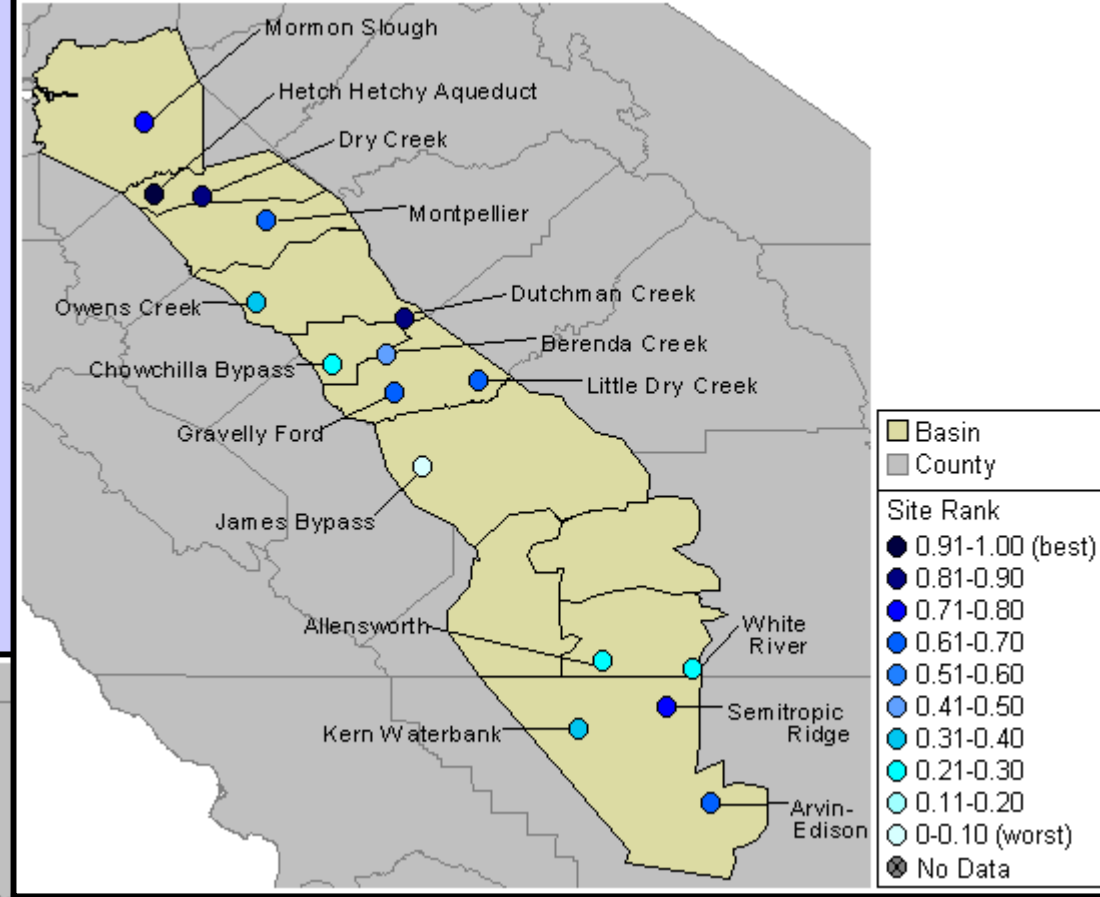 Mormon Slough
Hetch Hetchy Aqueduct
Dry Creek
Montpellier
Dutchman Creek
Owens Creek
Berenda Creek
Chowchilla Bypass
Little Dry Creek
Gravelly Ford
James Bypass
Allensworth
White
River
Semitropic
Ridge
Kern Waterbank
Arvin-
Edison
Basin
County
Site Rank
0.91-1.00 (best)
0.81-0.90
0.71-0.80
0.61-0.70
0.51-0.60
0.41-0.50
0.31-0.40
0.21-0.30
0.11-0.20
0-0.10 (worst)
No Data